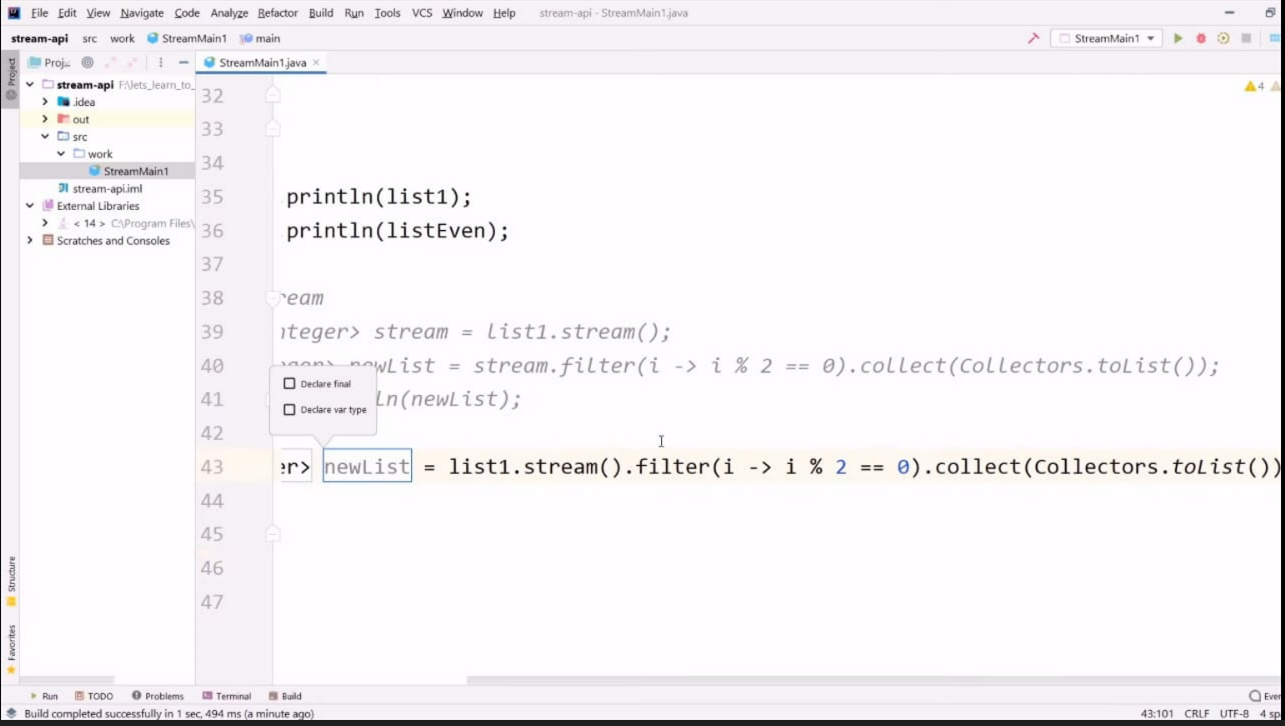 File Edit View Navigate Code Analyze Refactor Build Run Tools VCS Window Help stream-api - StreamMain1.java
stream-api src work StreamMain1 main StreamMain1
Project
Proj... StreamMain1.java
stream-api F:\lets_learn_to_
.idea
out
src
work
StreamMain1
stream-api.iml
External Libraries
< 14 > C:\Program Files\
Scratches and Consoles
4
32
33
34
35 println(list1);
36 println(listEven);
37
38 ream
39 nteger> stream = list1.stream();
40 newList = stream.filter(i -> i % 2 == 0).collect(Collectors.toList());
Declare final
41 ln(newList);
Declare var type
42
43 er> newList = list1.stream().filter(i -> i % 2 == 0).collect(Collectors.toList())
44
45
46
47
Structure
Favorites
Run TODO Problems Terminal Build Ever
Build completed successfully in 1 sec, 494 ms (a minute ago) 43:101 CRLF UTF-8 4 sp